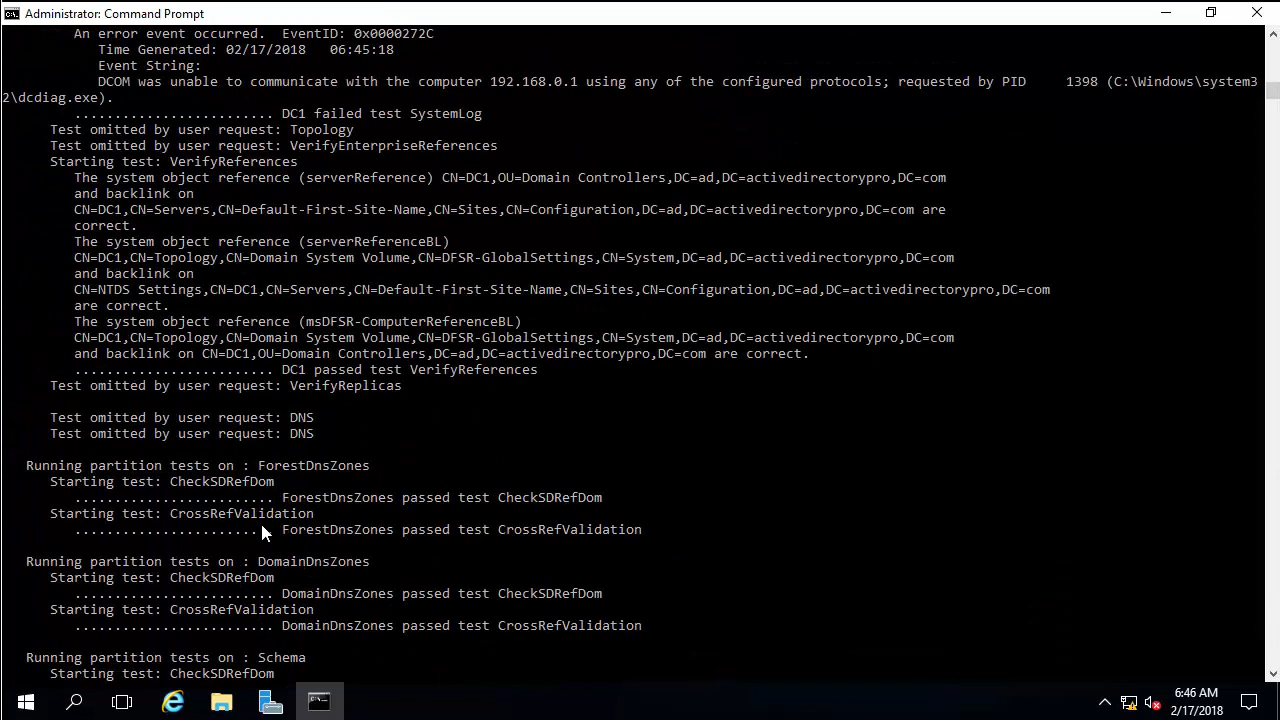 Administrator: Command Prompt
An error event occurred.  EventID: 0x0000272C
Time Generated: 02/17/2018   06:45:18
Event String:
DCOM was unable to communicate with the computer 192.168.0.1 using any of the configured protocols; requested by PID     1398 (C:\Windows\system3
2\dcdiag.exe).
......................... DC1 failed test SystemLog
Test omitted by user request: Topology
Test omitted by user request: VerifyEnterpriseReferences
Starting test: VerifyReferences
The system object reference (serverReference) CN=DC1,OU=Domain Controllers,DC=ad,DC=activedirectorypro,DC=com
and backlink on
CN=DC1,CN=Servers,CN=Default-First-Site-Name,CN=Sites,CN=Configuration,DC=ad,DC=activedirectorypro,DC=com are
correct.
The system object reference (serverReferenceBL)
CN=DC1,CN=Topology,CN=Domain System Volume,CN=DFSR-GlobalSettings,CN=System,DC=ad,DC=activedirectorypro,DC=com
and backlink on
CN=NTDS Settings,CN=DC1,CN=Servers,CN=Default-First-Site-Name,CN=Sites,CN=Configuration,DC=ad,DC=activedirectorypro,DC=com
are correct.
The system object reference (msDFSR-ComputerReferenceBL)
CN=DC1,CN=Topology,CN=Domain System Volume,CN=DFSR-GlobalSettings,CN=System,DC=ad,DC=activedirectorypro,DC=com
and backlink on CN=DC1,OU=Domain Controllers,DC=ad,DC=activedirectorypro,DC=com are correct.
......................... DC1 passed test VerifyReferences
Test omitted by user request: VerifyReplicas
Test omitted by user request: DNS
Test omitted by user request: DNS
Running partition tests on : ForestDnsZones
Starting test: CheckSDRefDom
......................... ForestDnsZones passed test CheckSDRefDom
Starting test: CrossRefValidation
......................... ForestDnsZones passed test CrossRefValidation
Running partition tests on : DomainDnsZones
Starting test: CheckSDRefDom
......................... DomainDnsZones passed test CheckSDRefDom
Starting test: CrossRefValidation
......................... DomainDnsZones passed test CrossRefValidation
Running partition tests on : Schema
Starting test: CheckSDRefDom
6:46 AM
2/17/2018